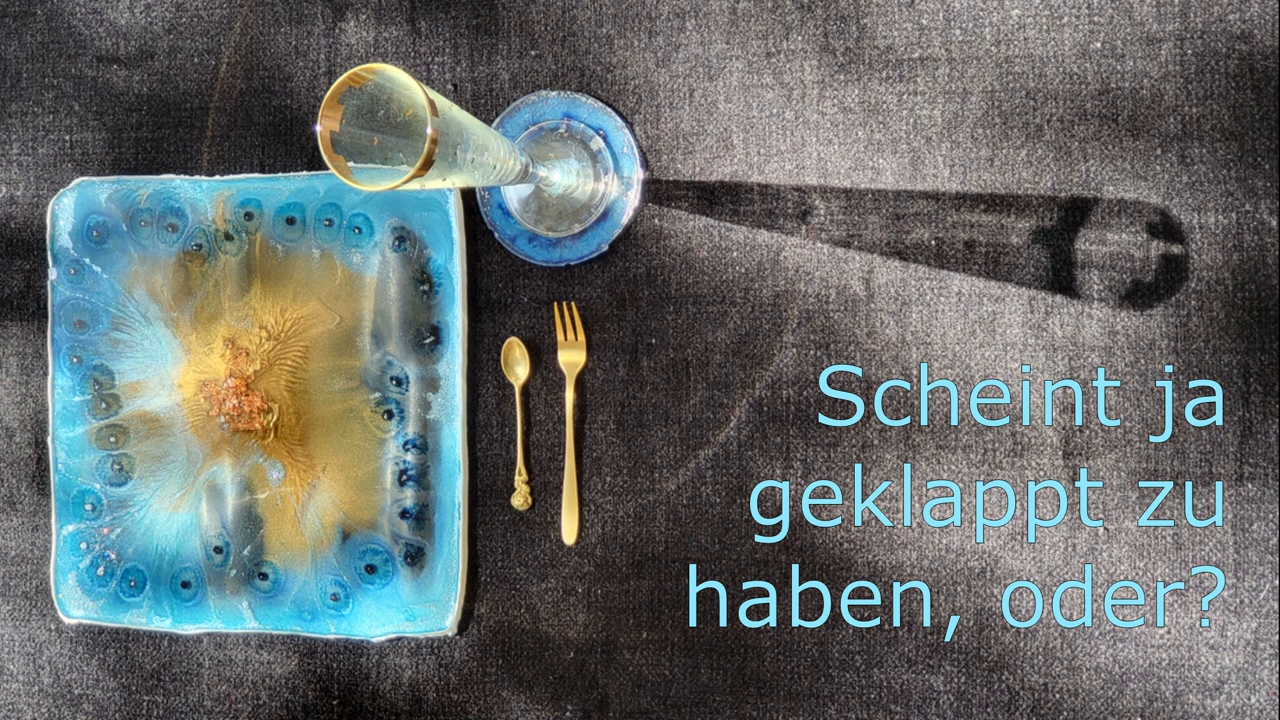 Scheint ja
geklappt zu
haben, oder?